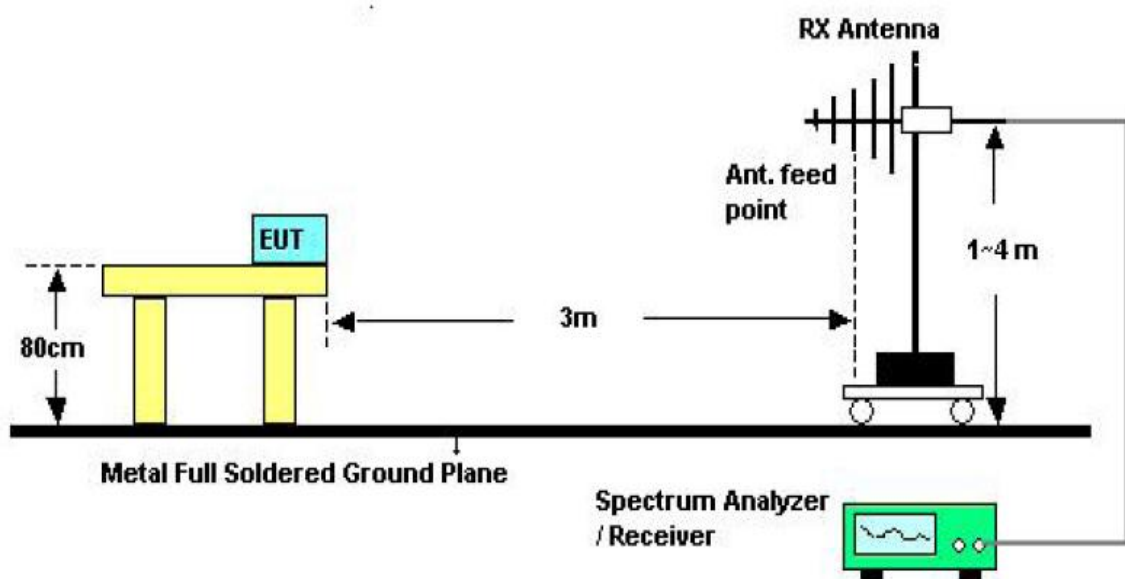 RX Antenna
Ant. feed
point
EUT
1~4 m
3m
80cm
Metal Full Soldered Ground Plane
Spectrum Analyzer
/ Receiver